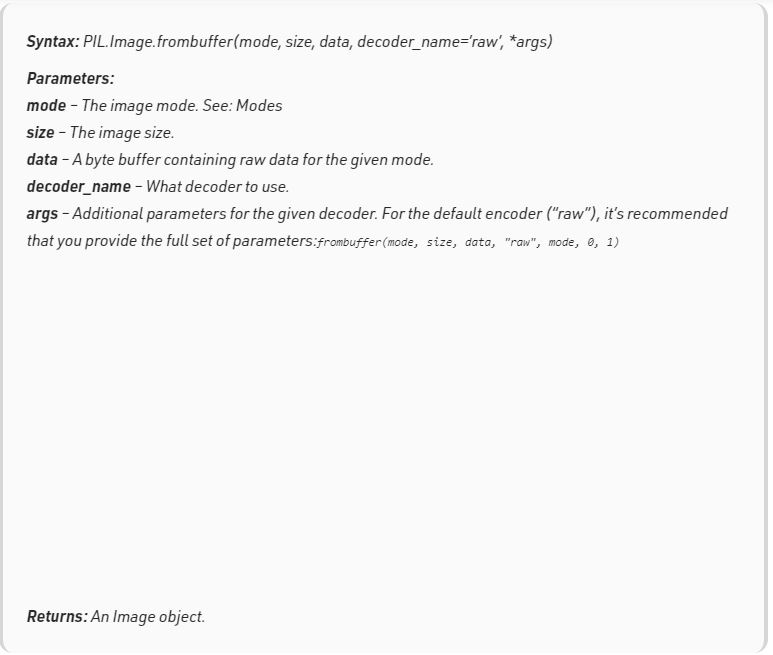 Syntax: PIL.Image.frombuffer(mode, size, data, decoder_name=’raw’, *args)
Parameters:
mode – The image mode. See: Modes
size – The image size.
data – A byte buffer containing raw data for the given mode.
decoder_name – What decoder to use.
args – Additional parameters for the given decoder. For the default encoder (“raw”), it’s recommended
that you provide the full set of parameters:frombuffer(mode, size, data, "raw", mode, 0, 1)
Returns: An Image object.